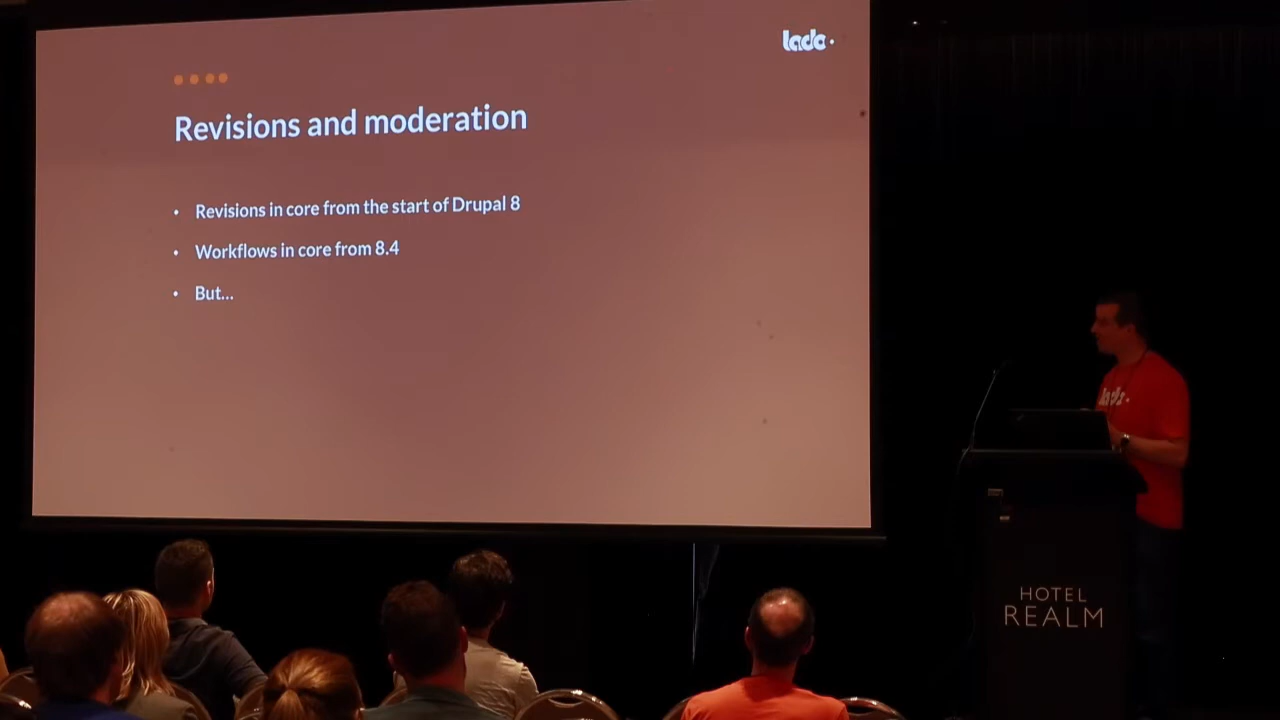 lado.
Revisions and moderation
• Revisions in core from the start of Drupal 8
• Workflows in core from 8.4
• But...
HOTEL
REALM